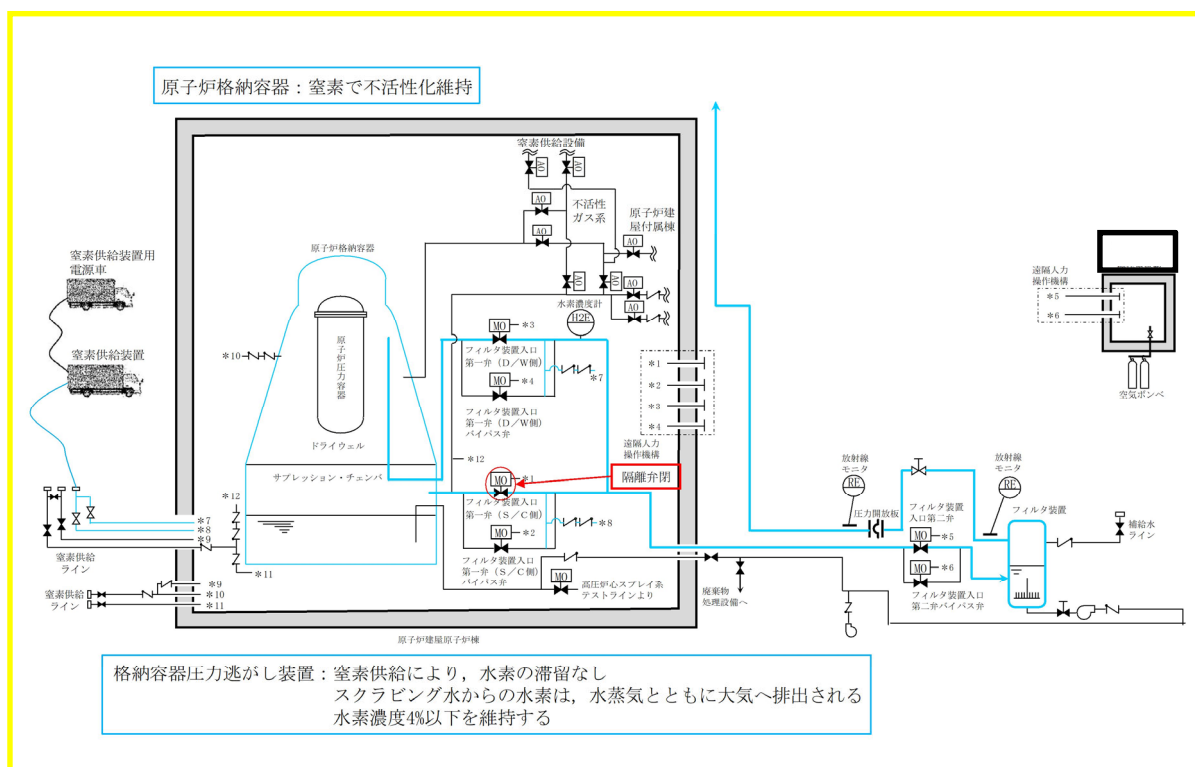 原子炉格納容器：窒素で不活性化維持
窒素供給設備
AO
AO
AO
不活性
ガス系
AO
原子炉建
屋付属棟
AO
AO
AO
AO
AO
原子炉格納容器
水素濃度計
H2E
窒素供給装置用
電源車
窒素供給装置
遠隔人力
操作機構
＊5
＊6
空気ボンベ
＊10
原子炉圧力容器
MO
＊3
フィルタ装置入口
第一弁（Ｄ／Ｗ側）
MO
＊4
＊7
フィルタ装置入口
第一弁（Ｄ／Ｗ側）
バイパス弁
＊1
＊2
＊3
＊4
遠隔人力
操作機構
ドライウェル
サプレッション・チェンバ
＊12
MO
＊1
隔離弁閉
フィルタ装置入口
第一弁（Ｓ／Ｃ側）
MO
＊2
＊8
フィルタ装置入口
第一弁（Ｓ／Ｃ側）
バイパス弁
MO
高圧炉心スプレイ系
テストラインより
廃棄物
処理設備へ
放射線
モニタ
RE
圧力開放板
フィルタ装置
入口第二弁
MO
＊5
MO
＊6
フィルタ装置入口
第二弁バイパス弁
放射線
モニタ
RE
フィルタ装置
補給水
ライン
＊12
＊7
＊8
＊9
＊11
窒素供給
ライン
＊9
＊10
＊11
窒素供給
ライン
原子炉建屋原子炉棟
格納容器圧力逃がし装置：窒素供給により，水素の滞留なし
スクラビング水からの水素は，水蒸気とともに大気へ排出される
水素濃度4%以下を維持する